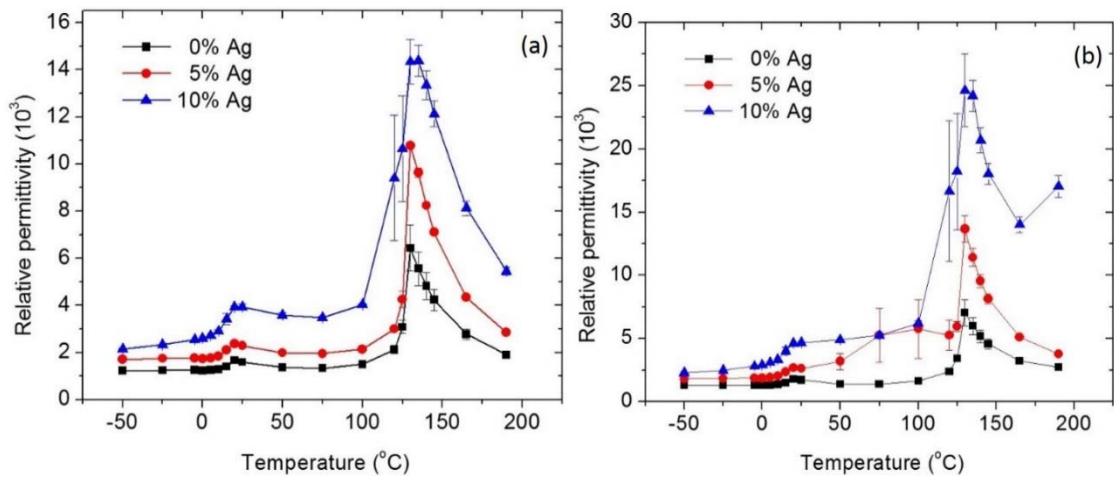 (a)
0% Ag
5% Ag
10% Ag
Relative permittivity (10³)
16
14
12
10
8
6
4
2
0
-50 0 50 100 150 200
Temperature (°C)
(b)
0% Ag
5% Ag
10% Ag
Relative permittivity (10³)
30
25
20
15
10
5
0
-50 0 50 100 150 200
Temperature (°C)